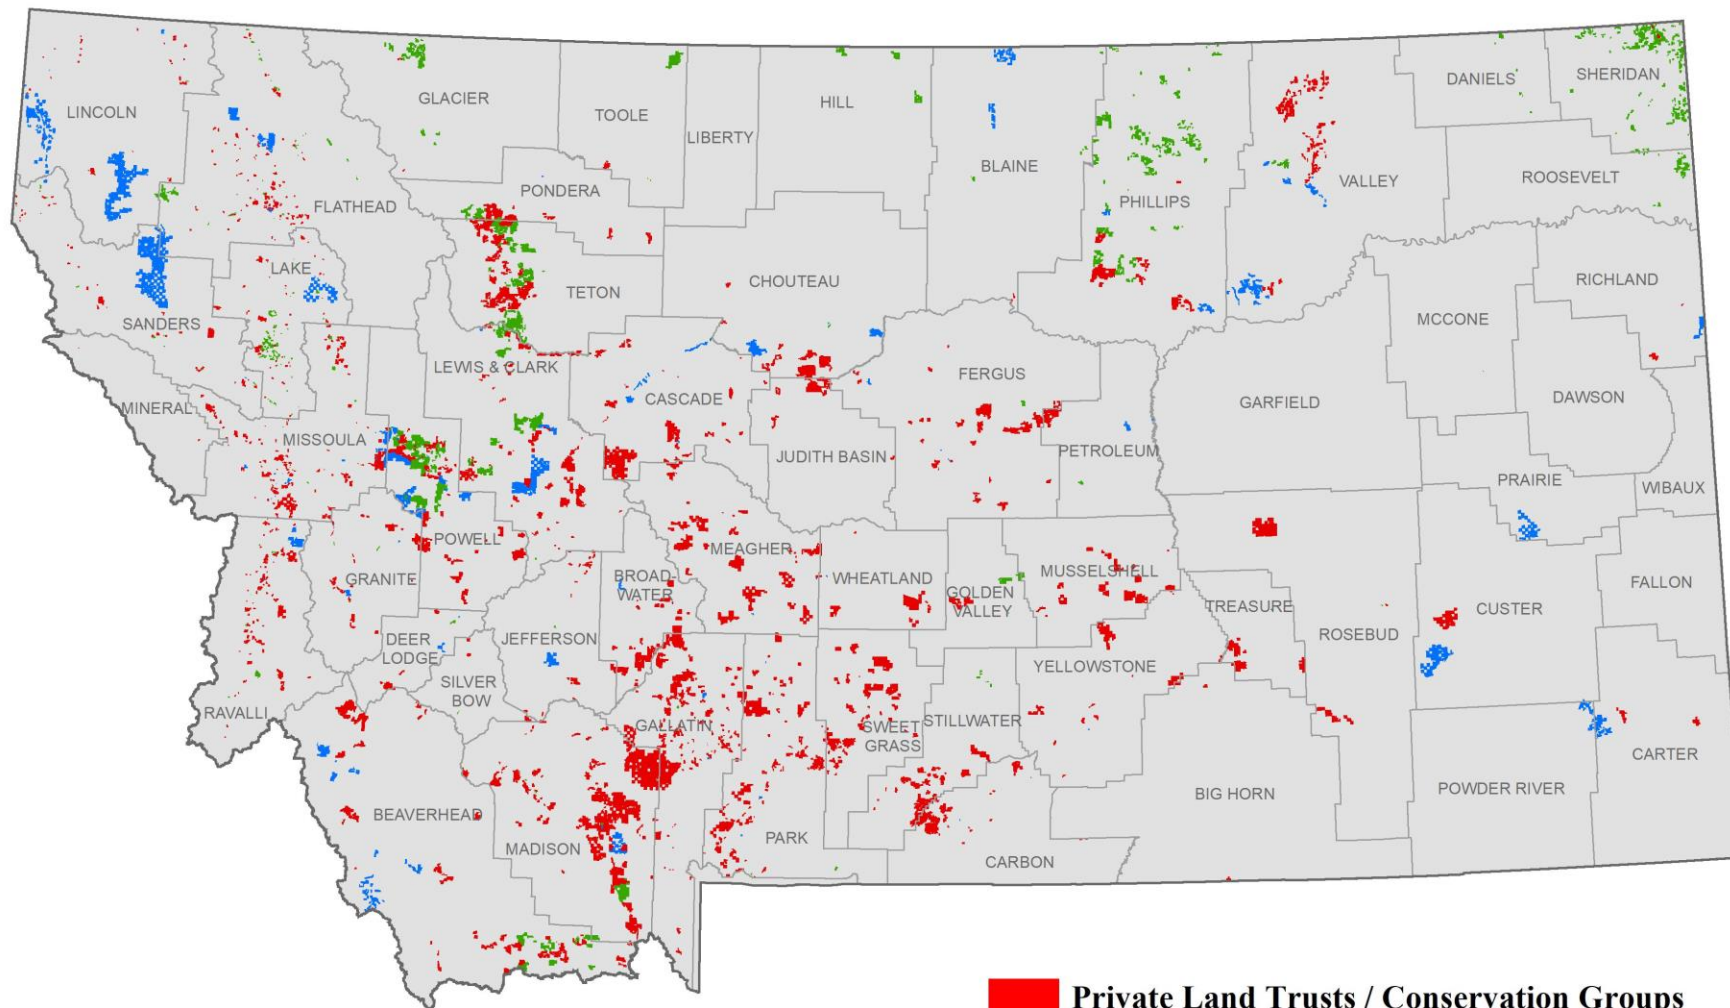 DANIELS
SHERIDAN
GLACIER
HILL
LINCOLN
TOOLE
LIBERTY
BLAINE
ROOSEVELT
VALLEY
PONDERA
PHILLIPS
FLATHEAD
LAKE
CHOUTEAU
RICHLAND
TETON
MCCONE
SANDERS
LEWIS & CLARK
FERGUS
CASCADE
GARFIELD
DAWSON
MINERAL
MISSOULA
JUDITH BASIN
PETROLEUM
PRAIRIE
WIBAUX
POWELL
MEAGHER
MUSSELSHELL
GRANITE
BROAD-
WATER
WHEATLAND
GOLDEN
VALLEY
FALLON
TREASURE
CUSTER
DEER
LODGE
JEFFERSON
ROSEBUD
YELLOWSTONE
SILVER
BOW
RAVALLI
GALLATIN
SWEET
GRASS
STILLWATER
CARTER
BIG HORN
POWDER RIVER
BEAVERHEAD
PARK
MADISON
CARBON
Private Land Trusts / Conservation Groups